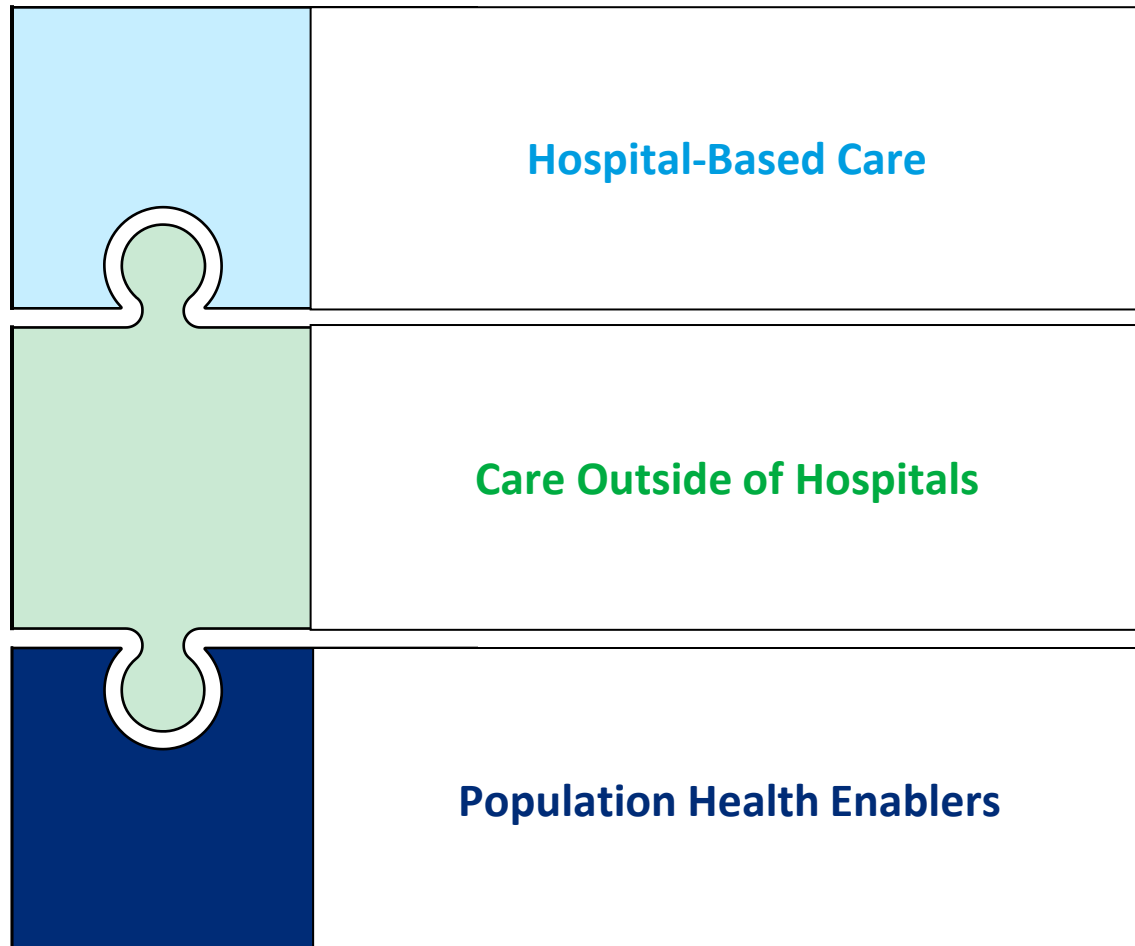 Hospital-Based Care
Care Outside of Hospitals
Population Health Enablers